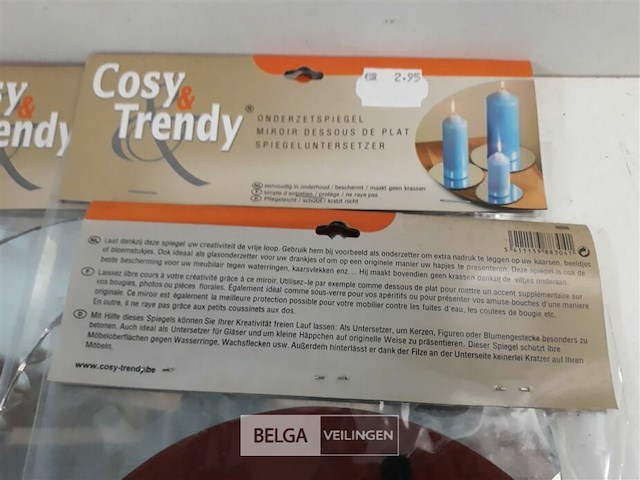 sy
endy
Cosy
&
Trendy®
2.95
ONDERZETSPIEGEL
MIROIR DESSOUS DE PLAT
SPIEGELUNTERSETZER
eenvoudig in onderhoud / beschermt / maakt geen krassen
simple d'entretien / protège / ne raye pas
Pflegeleicht / schützt / kratzt nicht
NL Laat dankzij deze spiegel uw creativiteit de vrije loop. Gebruik hem bij voorbeeld als onderzetter om extra nadruk te leggen op uw kaarsen, beeldjes
of bloemstukjes. Ook ideaal als glasonderzetter voor uw drankjes of om op een originele manier uw hapjes te presenteren. Deze spiegel is ook de
beste bescherming voor uw meubilair tegen waterringen, kaarsvlekken enz... Hij maakt bovendien geen krassen dankzij de viltjes onderaan.
F Laissez libre cours à votre créativité grâce à ce miroir. Utilisez-le par exemple comme dessous de plat pour mettre un accent supplémentaire sur
vos bougies, photos ou pièces florales. Également idéal comme sous-verre pour vos apéritifs ou pour présenter vos amuse-bouches d'une manière
originale. Ce miroir est également la meilleure protection possible pour votre mobilier contre les fuites d'eau, les coulures de bougie etc.
En outre, il ne raye pas grâce aux petits coussinets aux dos.
D Mit Hilfe dieses Spiegels können Sie Ihrer Kreativität freien Lauf lassen: Als Untersetzer, um Kerzen, Figuren oder Blumengestecke besonders zu
betonen. Auch ideal als Untersetzer für Gläser und um kleine Häppchen auf originelle Weise zu präsentieren. Dieser Spiegel schützt Ihre
Möbeloberflächen gegen Wasserringe, Wachsflecken usw. Außerdem hinterlässt er dank der Filze an der Unterseite keinerlei Kratzer auf Ihren
Möbeln.
www.cosy-trendy.be
BELGA VEILINGEN